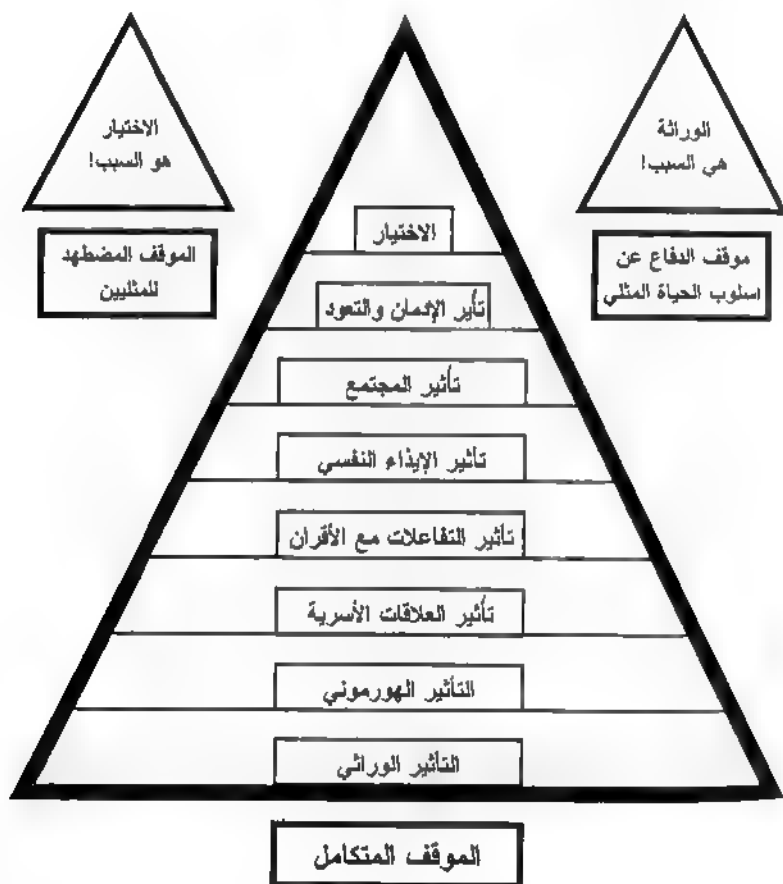 الاختيار
هو السبب!
الموقف المضطهد
للمثليين
الوراثة
هي السبب!
موقف الدفاع عن
اسلوب الحياة المثلي
الاختيار
تأير الإدمان والتعود
تأثير المجتمع
تأثير الإيذاء النفسي
تأثير التفاعلات مع الأقران
تأثير العلاقات الأسرية
التأثير الهورموني
التأثير الوراثي
الموقف المتكامل